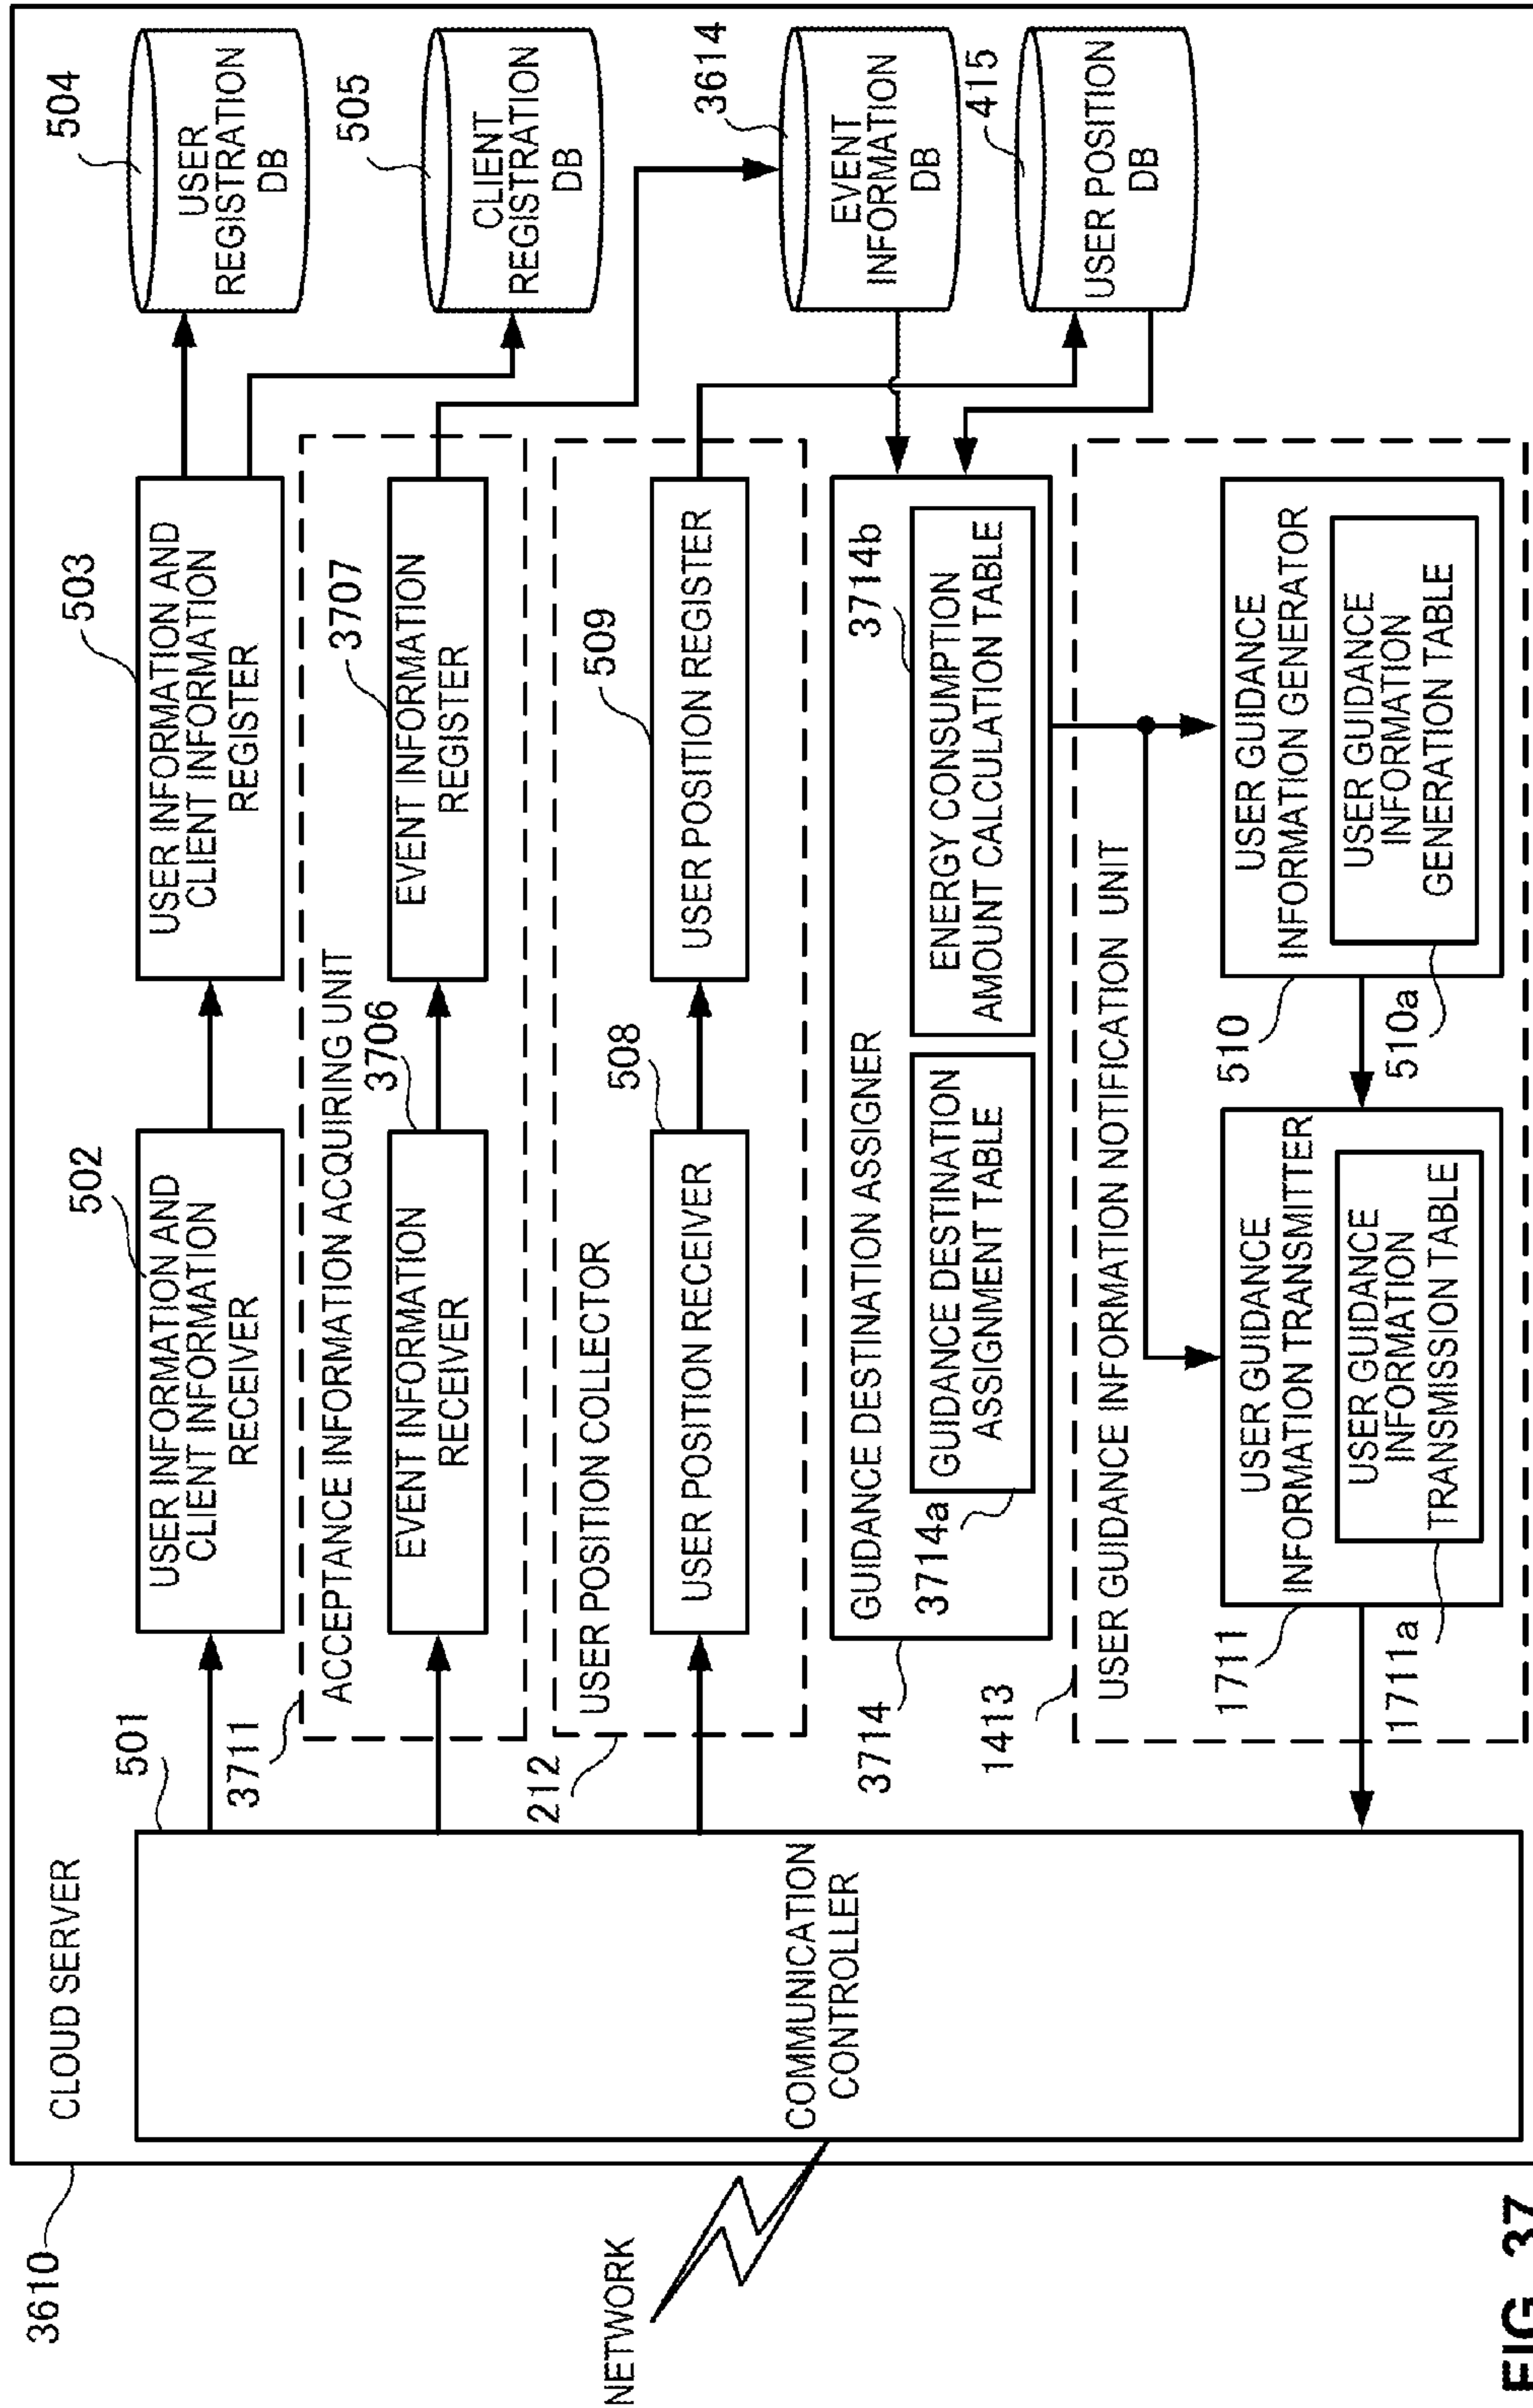 3610
CLOUD SERVER
NETWORK
COMMUNICATION
CONTROLLER
501
502
USER INFORMATION AND
CLIENT INFORMATION
RECEIVER
503
USER INFORMATION AND
CLIENT INFORMATION
REGISTER
504
USER
REGISTRATION
DB
505
CLIENT
REGISTRATION
DB
3711
ACCEPTANCE INFORMATION ACQUIRING UNIT
EVENT INFORMATION
RECEIVER
3706
EVENT INFORMATION
REGISTER
3707
212
USER POSITION COLLECTOR
USER POSITION RECEIVER
508
USER POSITION REGISTER
509
3614
EVENT
INFORMATION
DB
415
USER POSITION
DB
3714
GUIDANCE DESTINATION ASSIGNER
3714a
GUIDANCE DESTINATION
ASSIGNMENT TABLE
3714b
ENERGY CONSUMPTION
AMOUNT CALCULATION TABLE
1413
USER GUIDANCE INFORMATION NOTIFICATION UNIT
1711
USER GUIDANCE
INFORMATION TRANSMITTER
1711a
USER GUIDANCE
INFORMATION
TRANSMISSION TABLE
510
USER GUIDANCE
INFORMATION GENERATOR
510a
USER GUIDANCE
INFORMATION
GENERATION TABLE
FIG. 37